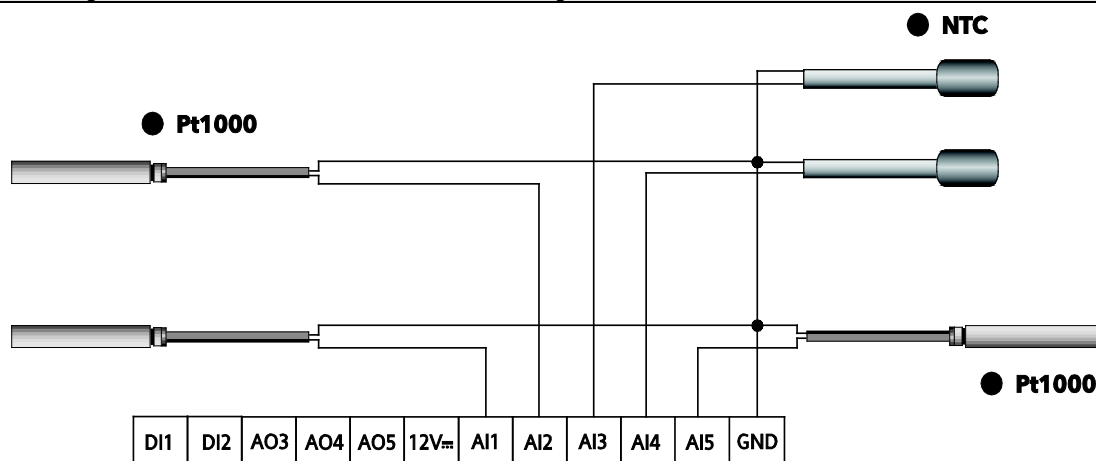 NTC
Pt1000
Pt1000
DI1 DI2 AO3 AO4 AO5 12V⎓ AI1 AI2 AI3 AI4 AI5 GND